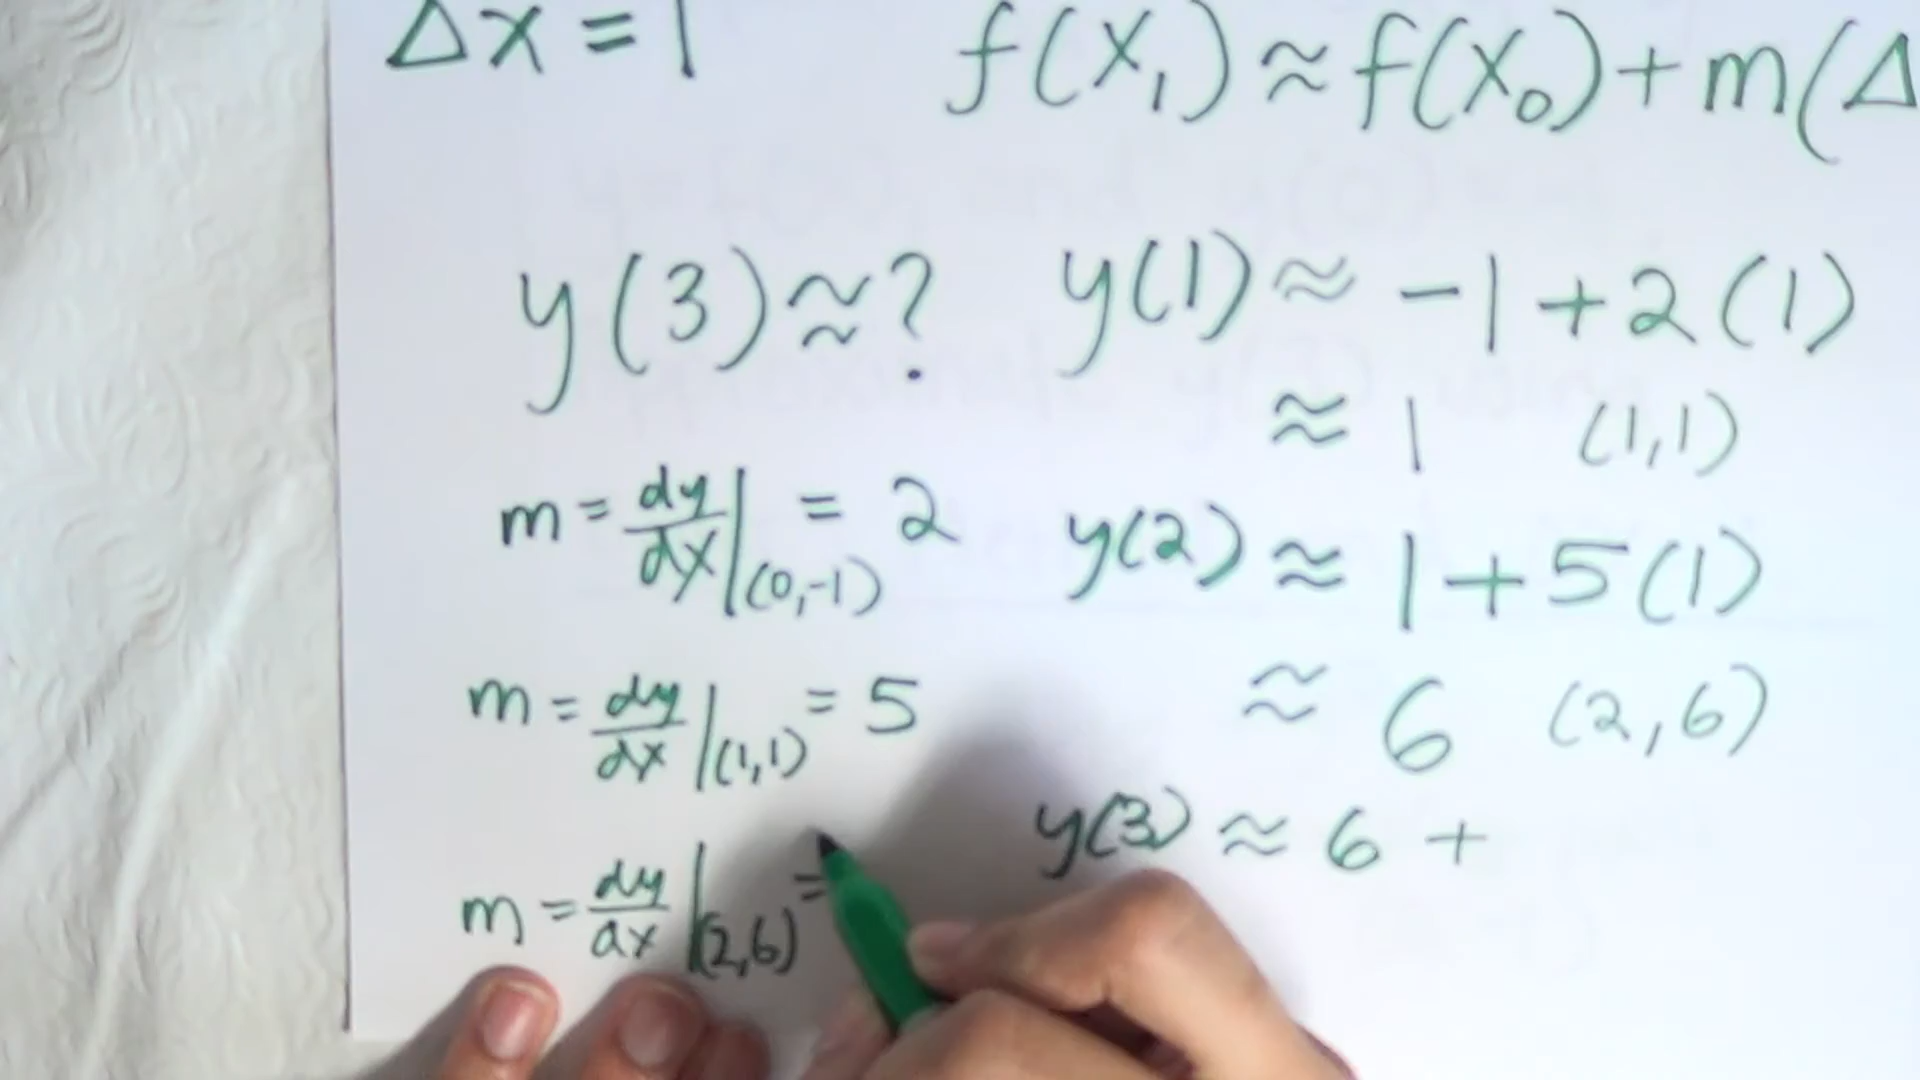 Δx = 1
f(x₁) ≈ f(x₀) + m(Δ
y(3) ≈ ?
y(1) ≈ -1 + 2(1)
≈ 1 (1,1)
m = dy/dx |(0,-1) = 2
y(2) ≈ 1 + 5(1)
≈ 6 (2,6)
m = dy/dx |(1,1) = 5
y(3) ≈ 6 +
m = dy/dx |(2,6) =